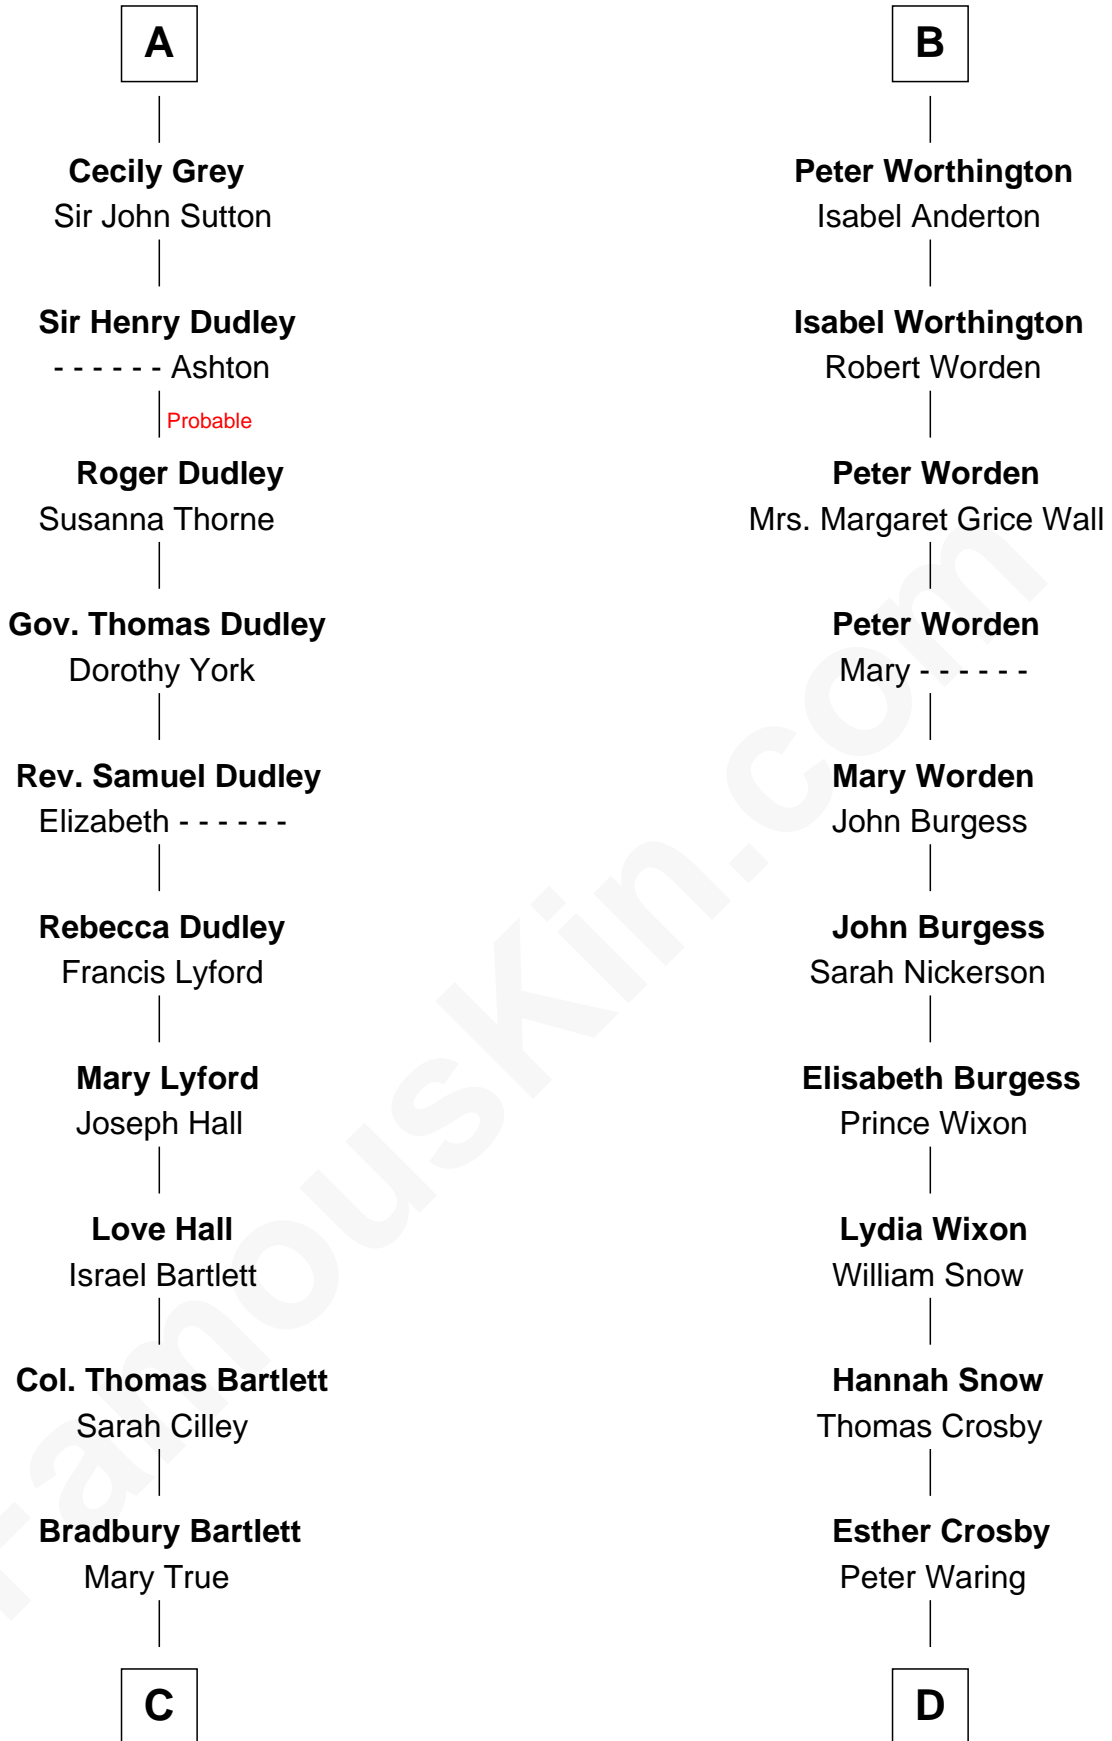 A
Cecily Grey
Sir John Sutton
Sir Henry Dudley
- - - - - - Ashton
Probable
Roger Dudley
Susanna Thorne
Gov. Thomas Dudley
Dorothy York
Rev. Samuel Dudley
Elizabeth - - - - - -
Rebecca Dudley
Francis Lyford
Mary Lyford
Joseph Hall
Love Hall
Israel Bartlett
Col. Thomas Bartlett
Sarah Cilley
Bradbury Bartlett
Mary True
C
B
Peter Worthington
Isabel Anderton
Isabel Worthington
Robert Worden
Peter Worden
Mrs. Margaret Grice Wall
Peter Worden
Mary - - - - - -
Mary Worden
John Burgess
John Burgess
Sarah Nickerson
Elisabeth Burgess
Prince Wixon
Lydia Wixon
William Snow
Hannah Snow
Thomas Crosby
Esther Crosby
Peter Waring
D
FamousKin.com